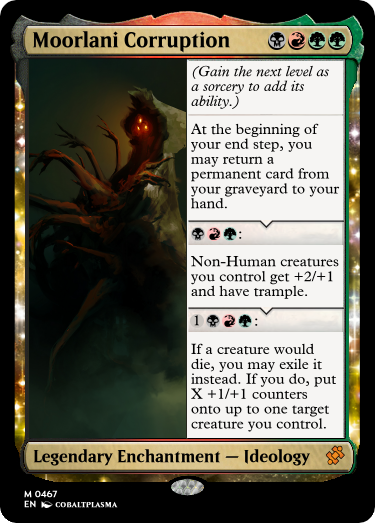 Moorlani Corruption
(Gain the next level as
a sorcery to add its
ability.)
At the beginning of
your end step, you
may return a
permanent card from
your graveyard to your
hand.
:
Non-Human creatures
you control get +2/+1
and have trample.
1 :
If a creature would
die, you may exile it
instead. If you do, put
X +1/+1 counters
onto up to one target
creature you control.
Legendary Enchantment — Ideology
M 0467
EN COBALTPLASMA